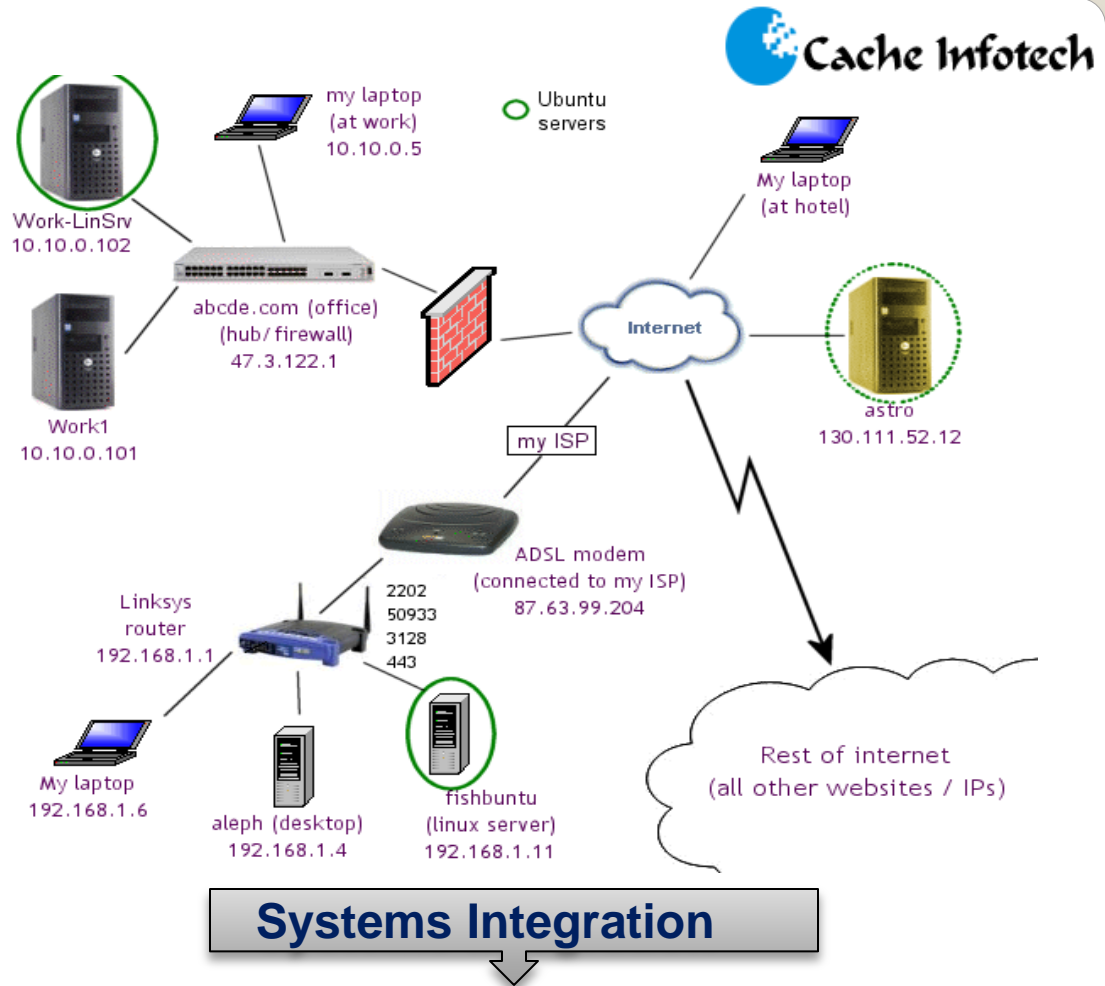 Cache Infotech
my laptop
(at work)
10.10.0.5
Ubuntu
servers
My laptop
(at hotel)
Work-LinSrv
10.10.0.102
abcde.com (office)
(hub/firewall)
47.3.122.1
Internet
Work1
10.10.0.101
astro
130.111.52.12
my ISP
ADSL modem
(connected to my ISP)
87.63.99.204
Linksys
router
192.168.1.1
2202
50933
3128
443
My laptop
192.168.1.6
aleph (desktop)
192.168.1.4
fishbuntu
(linux server)
192.168.1.11
Rest of internet
(all other websites / IPs)
Systems Integration